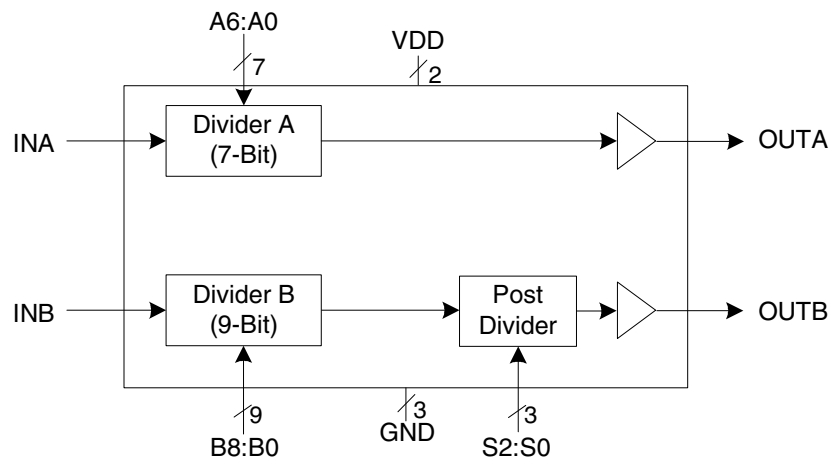 A6:A0
VDD
7
2
INA
Divider A
(7-Bit)
OUTA
INB
Divider B
(9-Bit)
Post
Divider
OUTB
9
3
3
B8:B0
GND
S2:S0